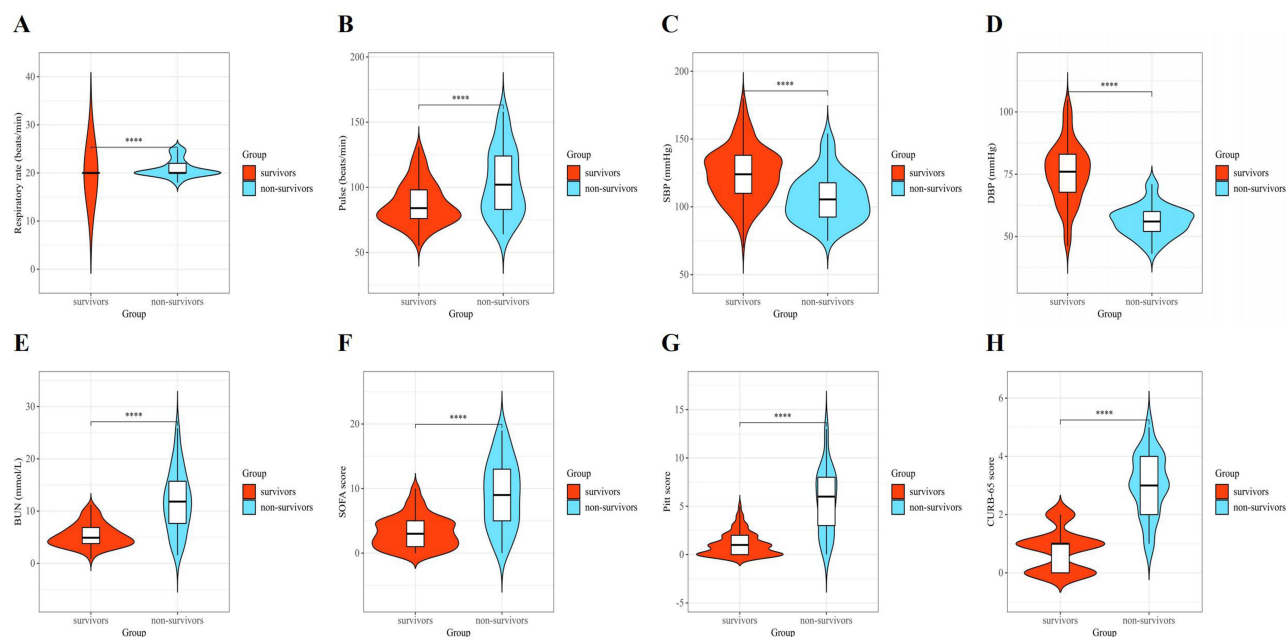 A
Respiratory rate (beats/min)
40
30
20
10
0
****
survivors
non-survivors
Group
Group
survivors
non-survivors
B
Pulse (beats/min)
200
150
100
50
****
survivors
non-survivors
Group
Group
survivors
non-survivors
C
SBP (mmHg)
200
150
100
50
****
survivors
non-survivors
Group
Group
survivors
non-survivors
D
DBP (mmHg)
100
75
50
****
survivors
non-survivors
Group
Group
survivors
non-survivors
E
BUN (mmol/L)
30
20
10
0
****
survivors
non-survivors
Group
Group
survivors
non-survivors
F
SOFA score
20
10
0
****
survivors
non-survivors
Group
Group
survivors
non-survivors
G
Pitt score
15
10
5
0
-5
****
survivors
non-survivors
Group
Group
survivors
non-survivors
H
CURB-65 score
6
4
2
0
****
survivors
non-survivors
Group
Group
survivors
non-survivors